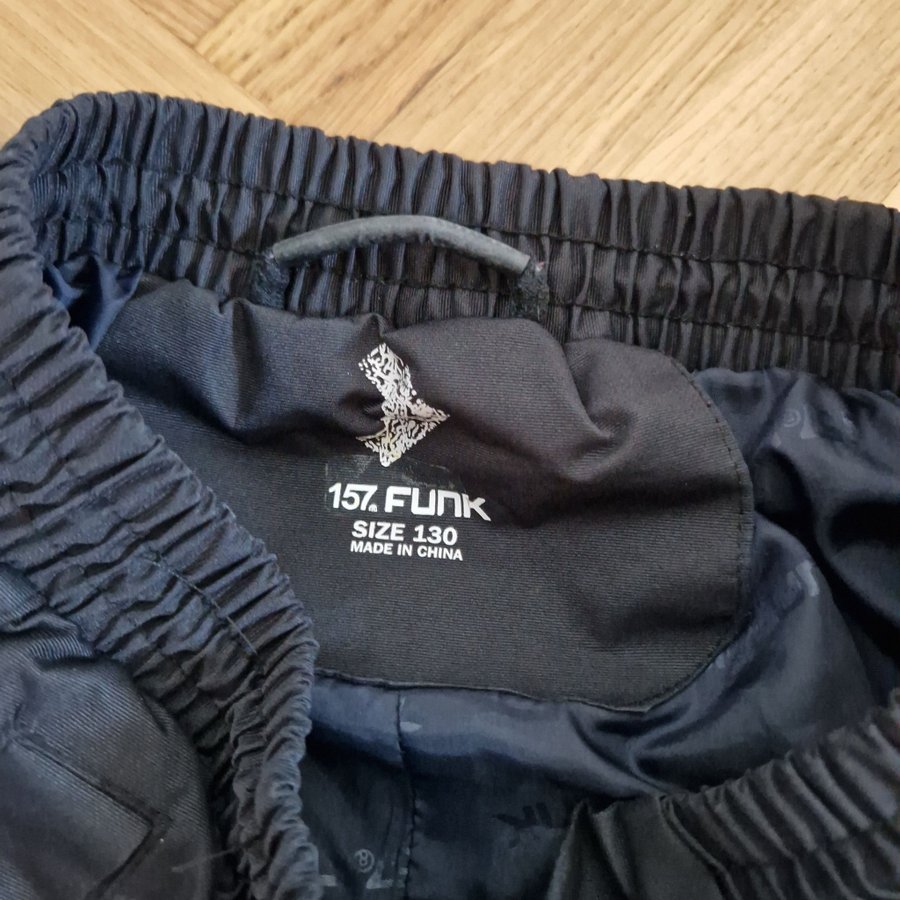 157. FUNK
SIZE 130
MADE IN CHINA